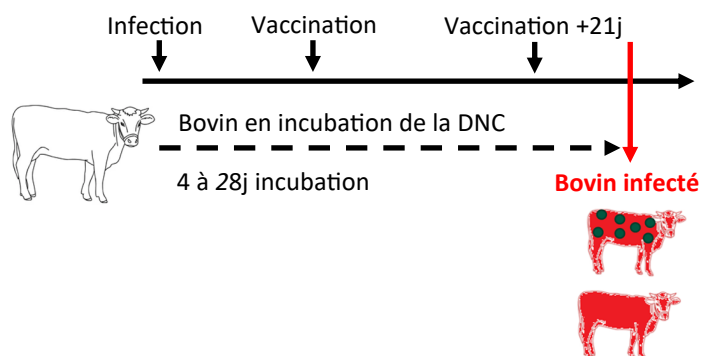 Infection
Vaccination
Vaccination +21j
Bovin en incubation de la DNC
4 à 28j incubation
Bovin infecté